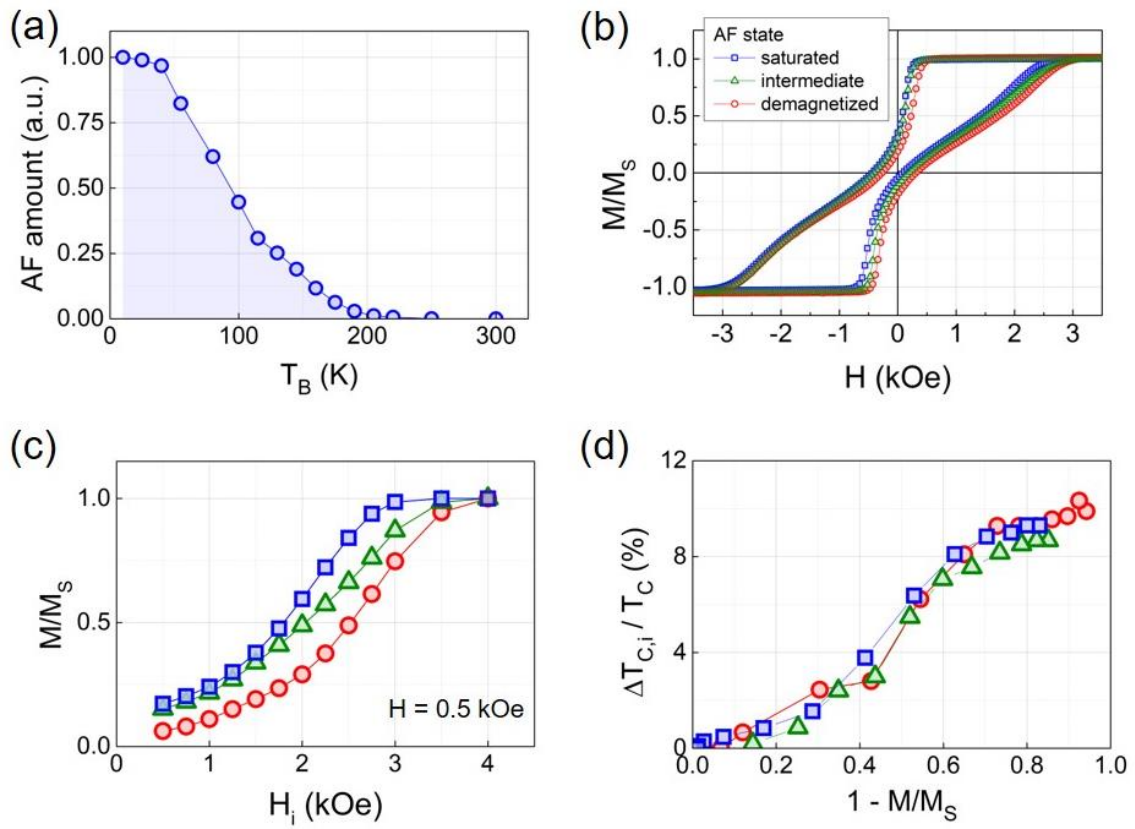 (a)
AF amount (a.u.)
1.00
0.75
0.50
0.25
0.00
0
100
200
300
T_B (K)
(b)
AF state
saturated
intermediate
demagnetized
M/M_S
1.0
0.5
0.0
-0.5
-1.0
-3
-2
-1
0
1
2
3
H (kOe)
(c)
M/M_S
1.0
0.5
0.0
H = 0.5 kOe
0
1
2
3
4
H_i (kOe)
(d)
ΔT_C,i / T_C (%)
12
8
4
0
0.0
0.2
0.4
0.6
0.8
1.0
1 - M/M_S